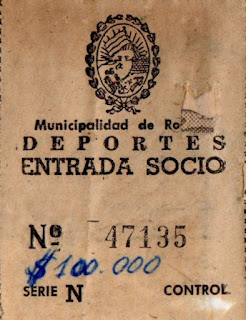 Municipalidad de Ro
DEPORTES
ENTRADA SOCIO
Nº 47135
$100.000
SERIE N CONTROL